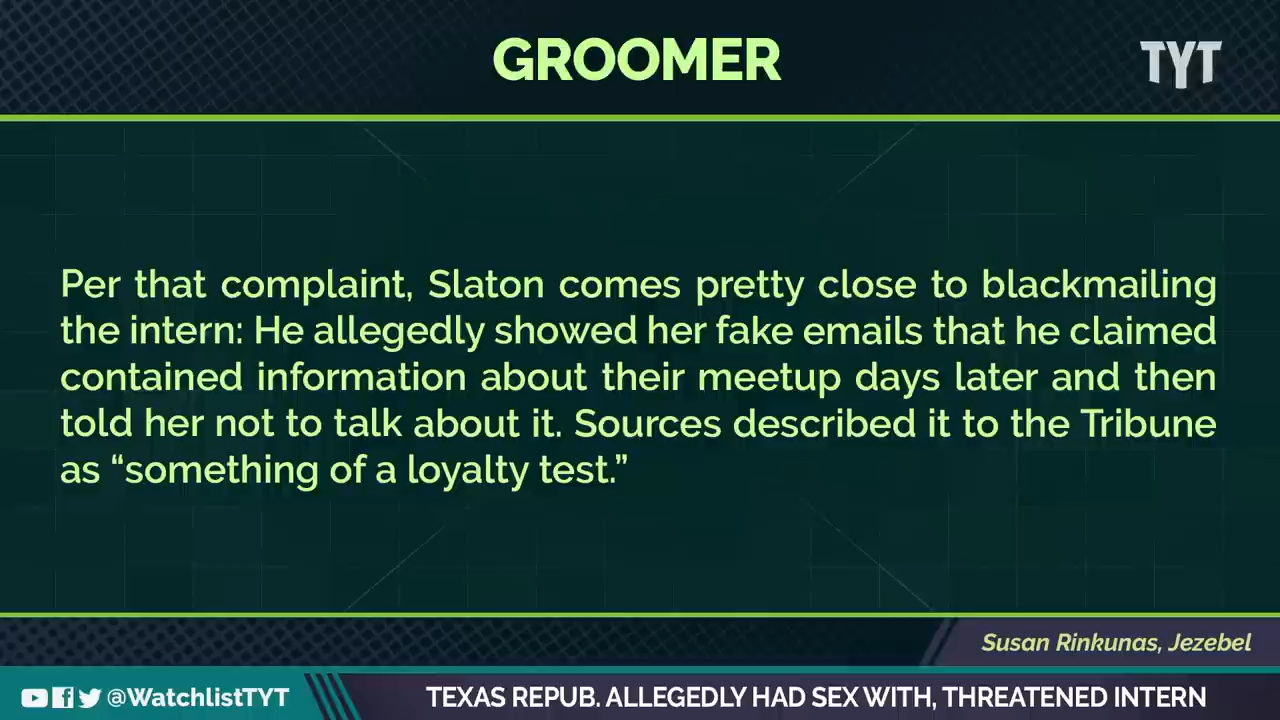 GROOMER
TYT
Per that complaint, Slaton comes pretty close to blackmailing
the intern: He allegedly showed her fake emails that he claimed
contained information about their meetup days later and then
told her not to talk about it. Sources described it to the Tribune
as “something of a loyalty test.”
Susan Rinkunas, Jezebel
@WatchlistTYT
TEXAS REPUB. ALLEGEDLY HAD SEX WITH, THREATENED INTERN